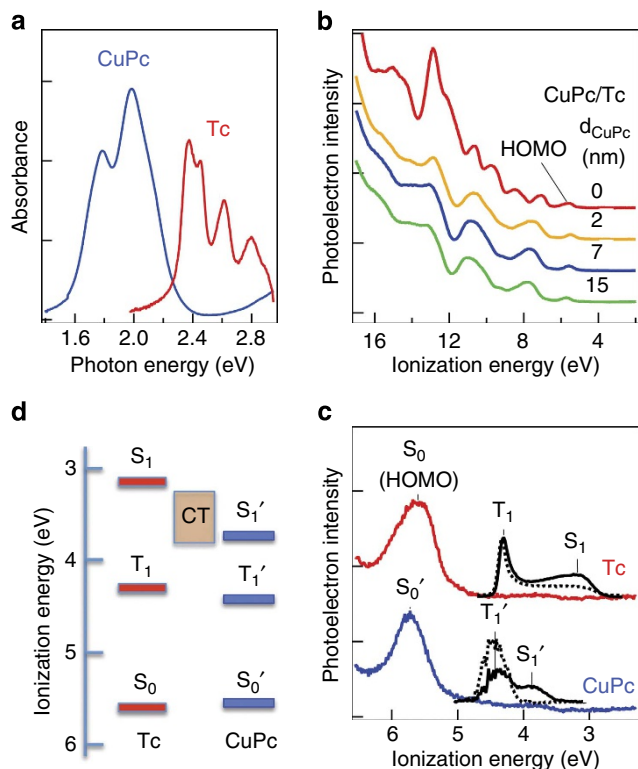 a
CuPc
Tc
Absorbance
1.6 2.0 2.4 2.8
Photon energy (eV)
b
CuPc/Tc
d_CuPc
(nm)
HOMO
0
2
7
15
Photoelectron intensity
16 12 8 4
Ionization energy (eV)
d
S₁
3
CT
S₁′
4
T₁
T₁′
5
S₀
S₀′
6
Tc CuPc
Ionization energy (eV)
c
S₀
(HOMO)
T₁
S₁
Tc
S₀′
T₁′
S₁′
CuPc
Photoelectron intensity
6 5 4 3
Ionization energy (eV)